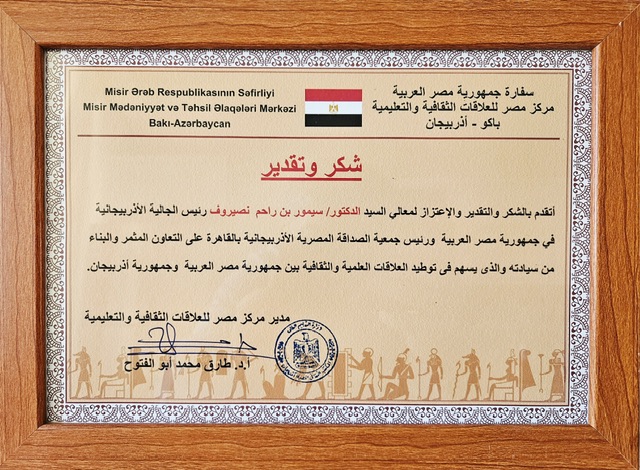 Misir Ərəb Respublikasının Səfirliyi
Misir Mədəniyyət və Təhsil Əlaqələri Mərkəzi
Bakı-Azərbaycan
سفارة جمهورية مصر العربية
مركز مصر للعلاقات الثقافية والتعليمية
باكو - أذربيجان
شكر وتقدير
أتقدم بالشكر والتقدير والإعتزاز لمعالي السيد الدكتور/ سيمور بن راحم نصيروف رئيس الجالية الأذربيجانية
في جمهورية مصر العربية ورئيس جمعية الصداقة المصرية الأذربيجانية بالقاهرة على التعاون المثمر والبناء
من سيادته والذى يسهم فى توطيد العلاقات العلمية والثقافية بين جمهورية مصر العربية وجمهورية أذربيجان.
مدير مركز مصر للعلاقات الثقافية والتعليمية
أ.د. طارق محمد أبو الفتوح